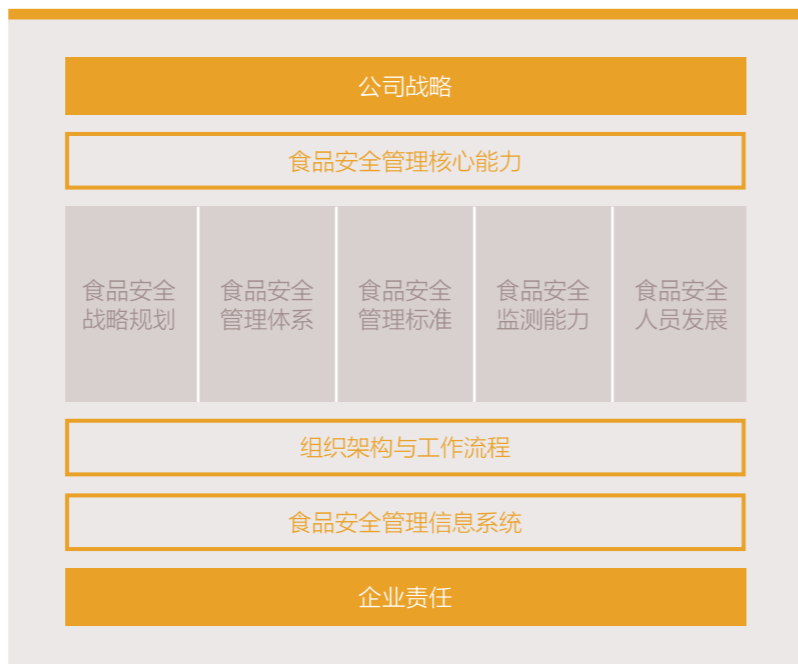 公司战略
食品安全管理核心能力
食品安全
战略规划
食品安全
管理体系
食品安全
管理标准
食品安全
监测能力
食品安全
人员发展
组织架构与工作流程
食品安全管理信息系统
企业责任